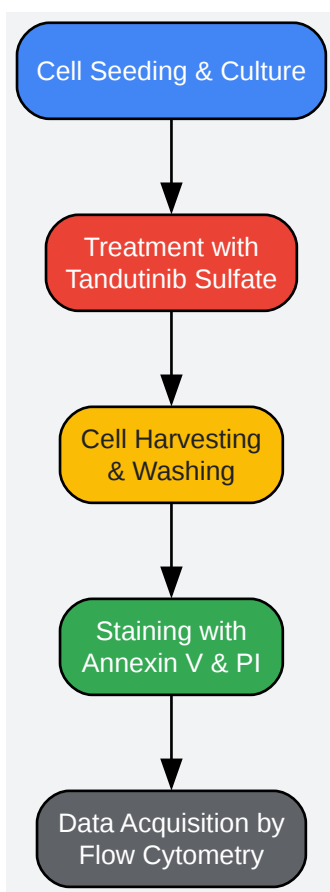 Cell Seeding & Culture
Treatment with
Tandutinib Sulfate
Cell Harvesting
& Washing
Staining with
Annexin V & PI
Data Acquisition by
Flow Cytometry